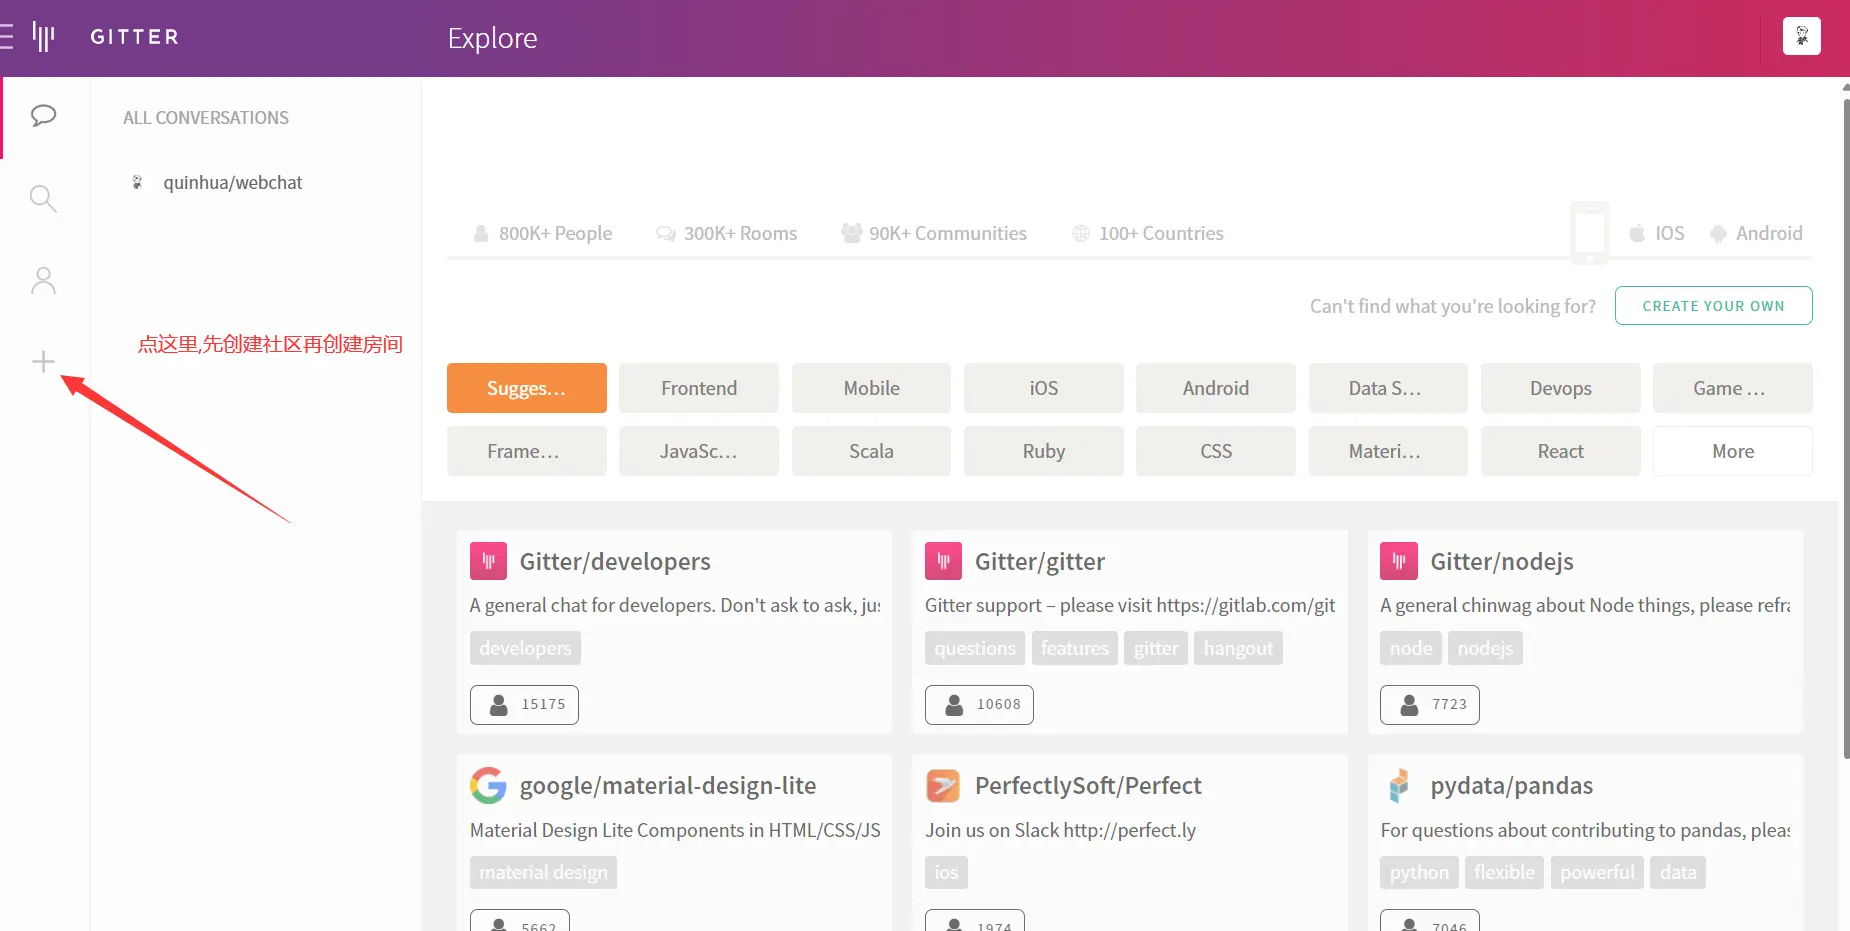 GITTER
Explore
ALL CONVERSATIONS
quinhua/webchat
点这里,先创建社区再创建房间
800K+ People 300K+ Rooms 90K+ Communities 100+ Countries IOS Android
Can't find what you're looking for? CREATE YOUR OWN
Sugges... Frontend Mobile iOS Android Data S... Devops Game ...
Frame... JavaSc... Scala Ruby CSS Materi... React More
Gitter/developers
A general chat for developers. Don't ask to ask, jus
developers
15175
Gitter/gitter
Gitter support – please visit https://gitlab.com/git
questions features gitter hangout
10608
Gitter/nodejs
A general chinwag about Node things, please refra
node nodejs
7723
google/material-design-lite
Material Design Lite Components in HTML/CSS/JS
material design
5662
PerfectlySoft/Perfect
Join us on Slack http://perfect.ly
ios
1974
pydata/pandas
For questions about contributing to pandas, pleas
python flexible powerful data
7046